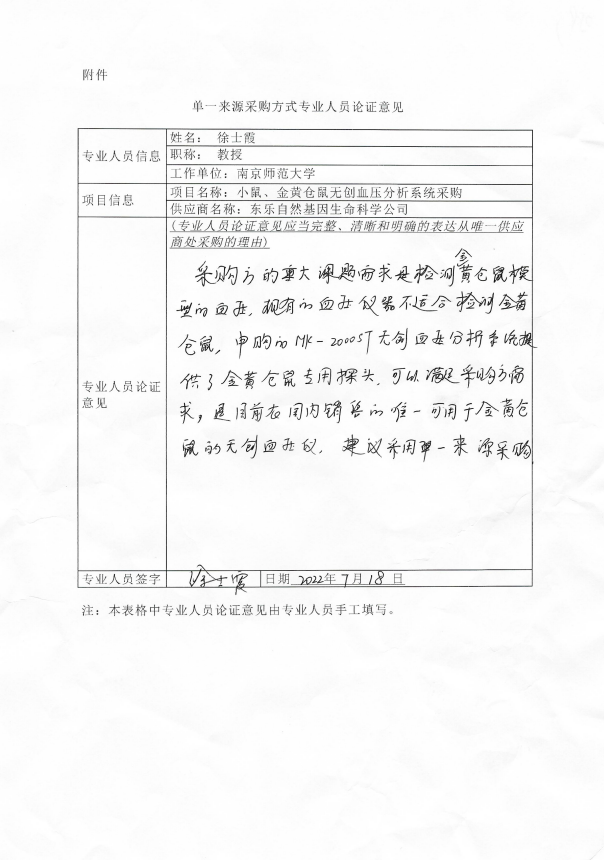 附件
单一来源采购方式专业人员论证意见
专业人员信息
姓名： 徐士霞
职称： 教授
工作单位：南京师范大学
项目信息
项目名称：小鼠、金黄仓鼠无创血压分析系统采购
供应商名称：东乐自然基因生命科学公司
专业人员论证意见
(专业人员论证意见应当完整、清晰和明确的表达从唯一供应
商处采购的理由)
采购方的重大课题需求是检测金黄仓鼠模
型的血压，现有的血压仪器不适合检测金黄
仓鼠，申购的MK-2000ST无创血压分析系统提
供了金黄仓鼠专用探头，可以满足采购方需
求，是目前在国内销售的唯一可用于金黄仓
鼠的无创血压仪，建议采用单一来源采购
专业人员签字
徐士霞
日期 2022年7月18日
注：本表格中专业人员论证意见由专业人员手工填写。